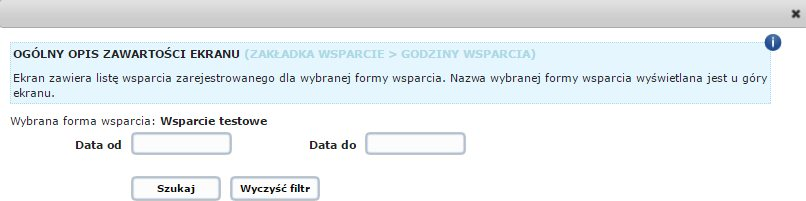 OGÓLNY OPIS ZAWARTOŚCI EKRANU (ZAKŁADKA WSPARCIE > GODZINY WSPARCIA)
Ekran zawiera listę wsparcia zarejestrowanego dla wybranej formy wsparcia. Nazwa wybranej formy wsparcia wyświetlana jest u góry
ekranu.
Wybrana forma wsparcia: Wsparcie testowe
Data od Data do
Szukaj Wyczyść filtr